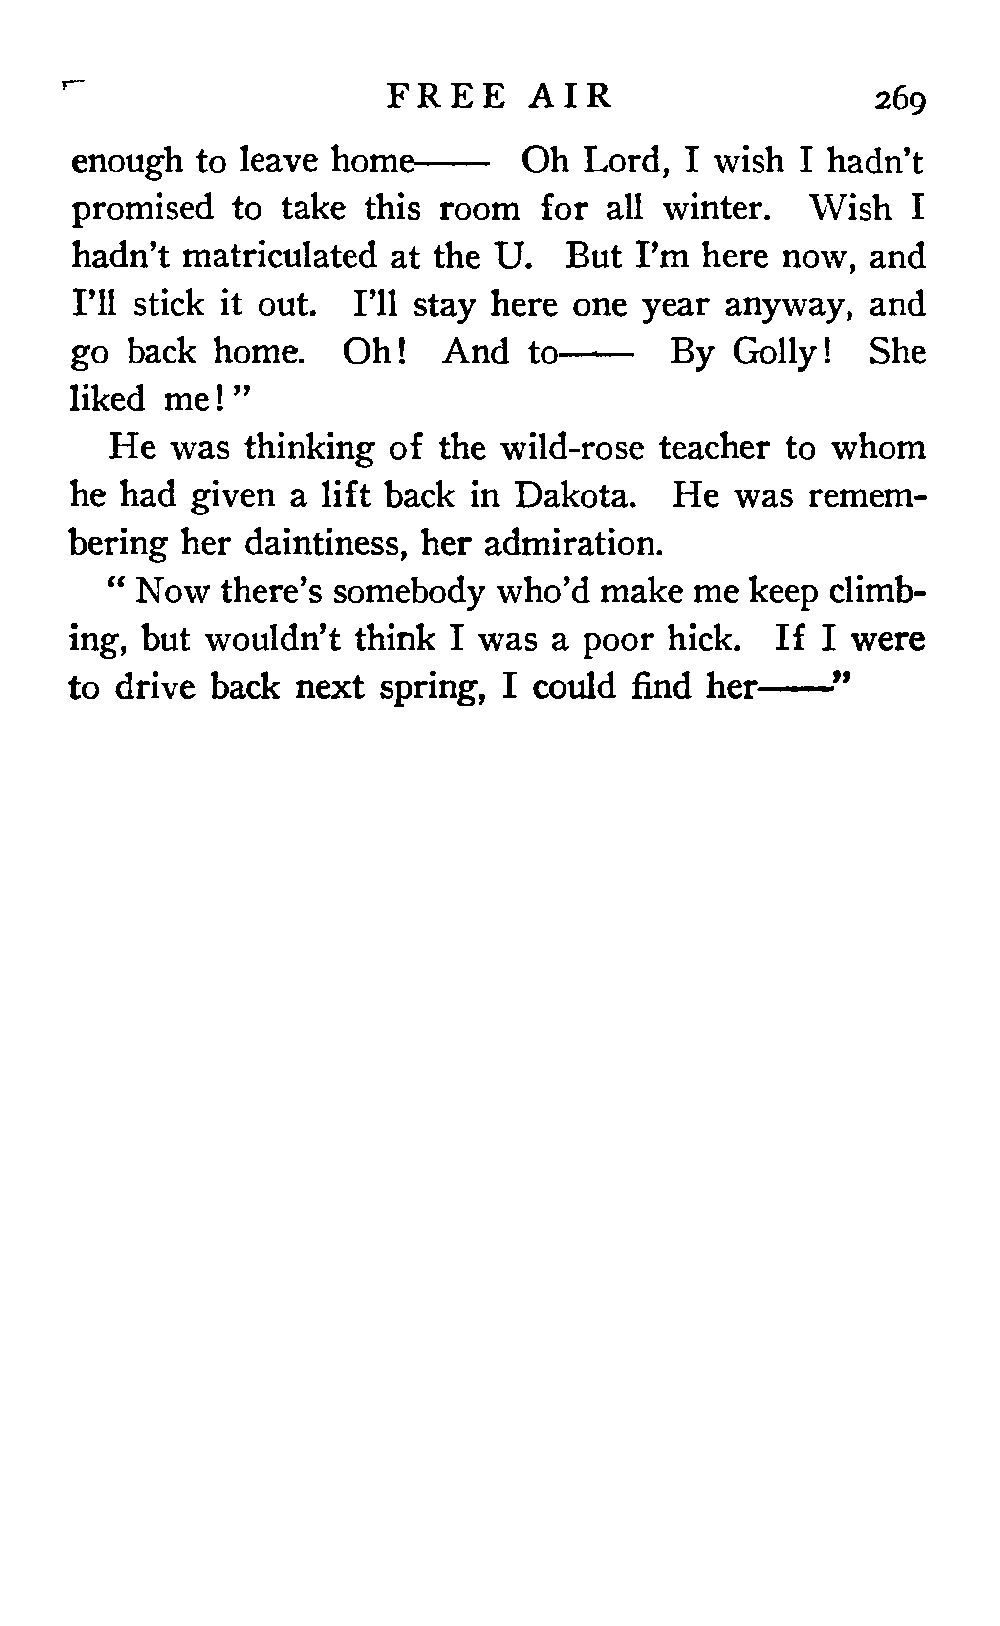 FREE AIR 269
enough to leave home—— Oh Lord, I wish I hadn't
promised to take this room for all winter. Wish I
hadn't matriculated at the U. But I'm here now, and
I'll stick it out. I'll stay here one year anyway, and
go back home. Oh! And to—— By Golly! She
liked me!"
He was thinking of the wild-rose teacher to whom
he had given a lift back in Dakota. He was remem-
bering her daintiness, her admiration.
"Now there's somebody who'd make me keep climb-
ing, but wouldn't think I was a poor hick. If I were
to drive back next spring, I could find her——"